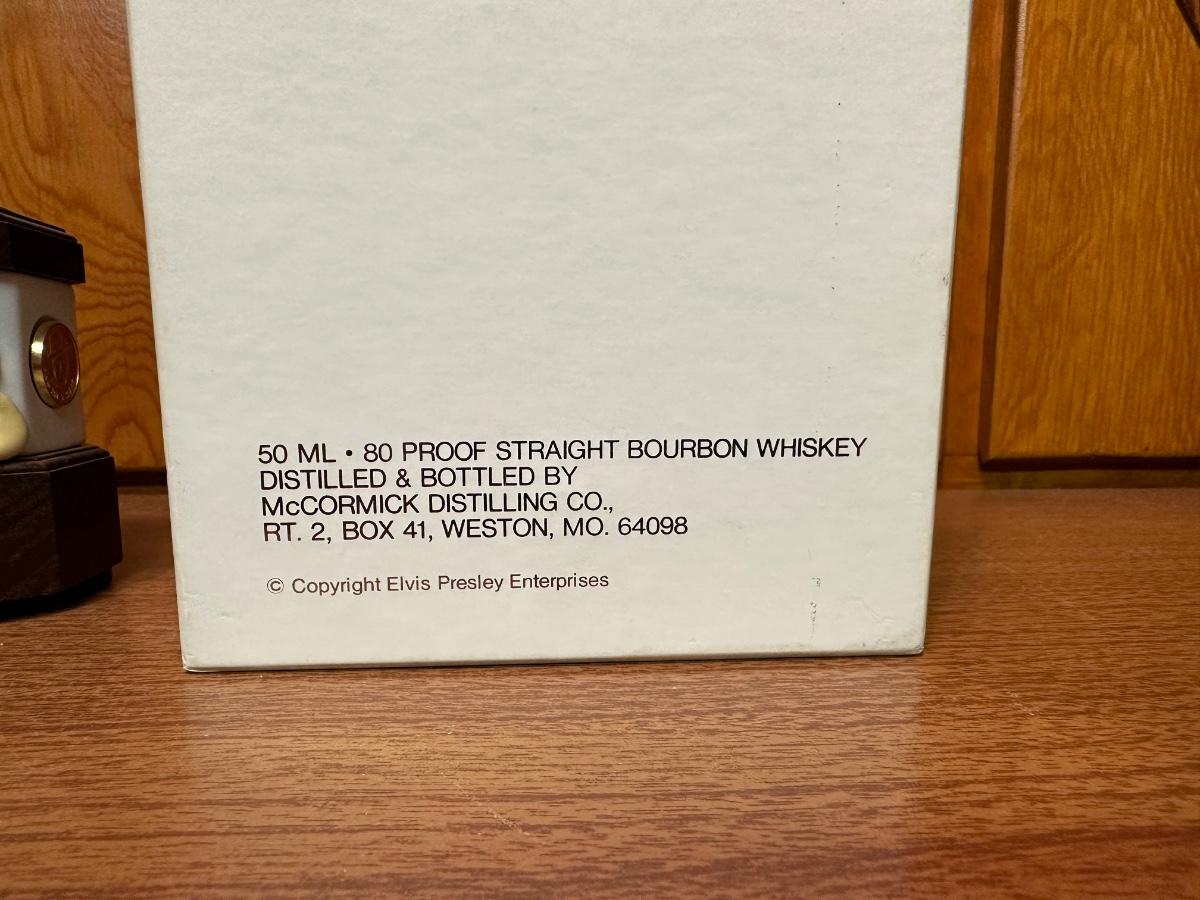 50 ML • 80 PROOF STRAIGHT BOURBON WHISKEY
DISTILLED & BOTTLED BY
McCORMICK DISTILLING CO.,
RT. 2, BOX 41, WESTON, MO. 64098
© Copyright Elvis Presley Enterprises